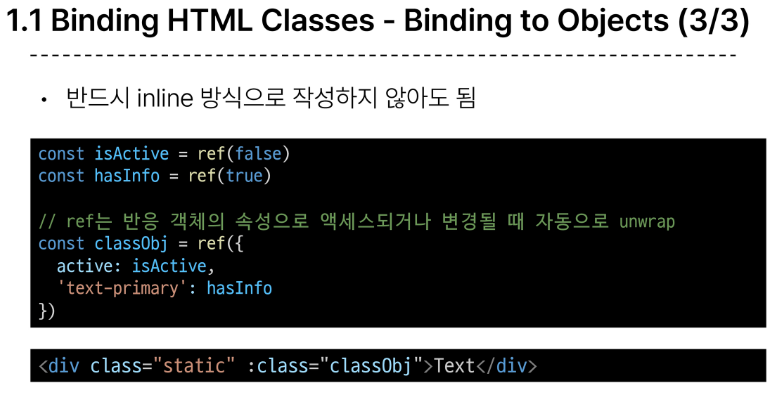 1.1 Binding HTML Classes - Binding to Objects (3/3)
• 반드시 inline 방식으로 작성하지 않아도 됨
const isActive = ref(false)
const hasInfo = ref(true)
// ref는 반응 객체의 속성으로 액세스되거나 변경될 때 자동으로 unwrap
const classObj = ref({
  active: isActive,
  'text-primary': hasInfo
})
<div class="static" :class="classObj">Text</div>